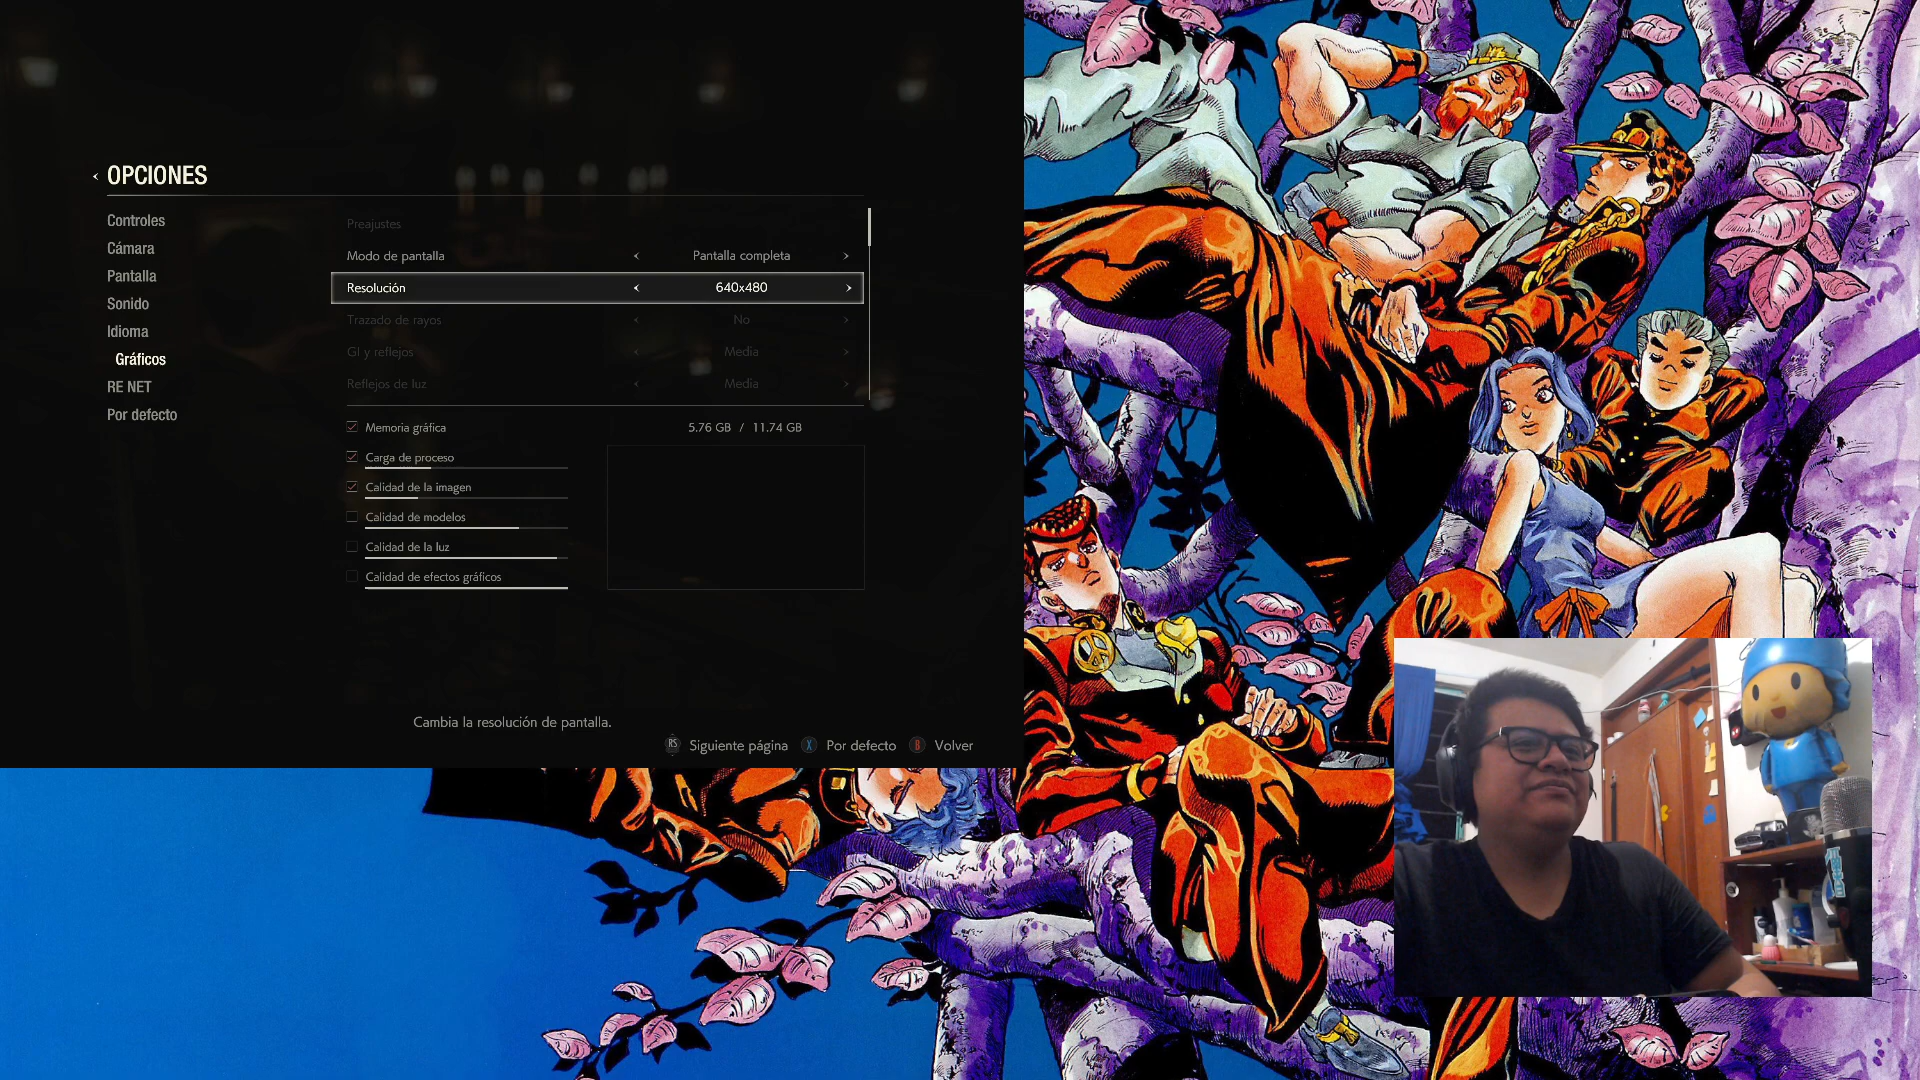 OPCIONES
Controles
Cámara
Pantalla
Sonido
Idioma
Gráficos
RE NET
Por defecto
Preajustes
Modo de pantalla Pantalla completa
Resolución 640x480
Trazado de rayos No
GI y reflejos Media
Reflejos de luz Media
Memoria gráfica 5.76 GB / 11.74 GB
Carga de proceso
Calidad de la imagen
Calidad de modelos
Calidad de la luz
Calidad de efectos gráficos
Cambia la resolución de pantalla.
RS Siguiente página X Por defecto B Volver